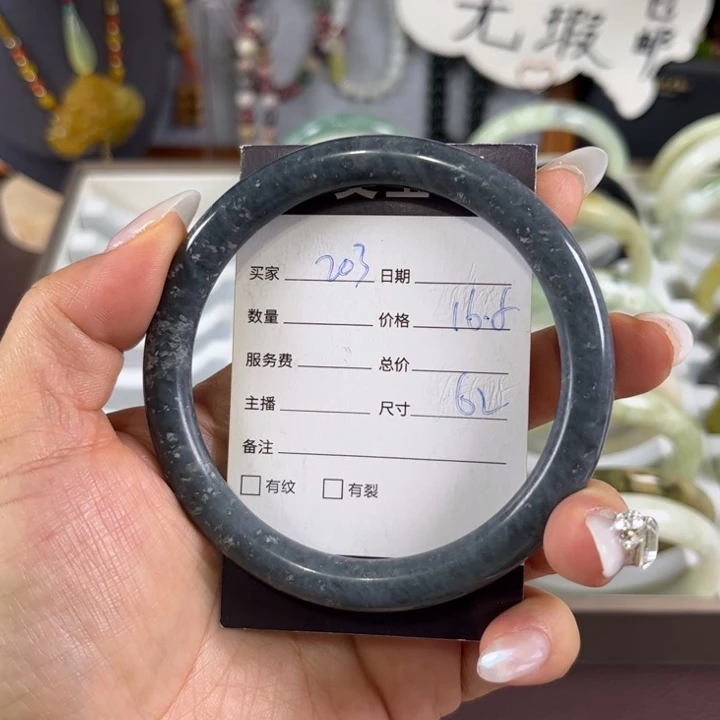 无瑕
买家 203 日期
数量 价格 16.8
服务费 总价
主播 尺寸 62
备注
有纹 有裂